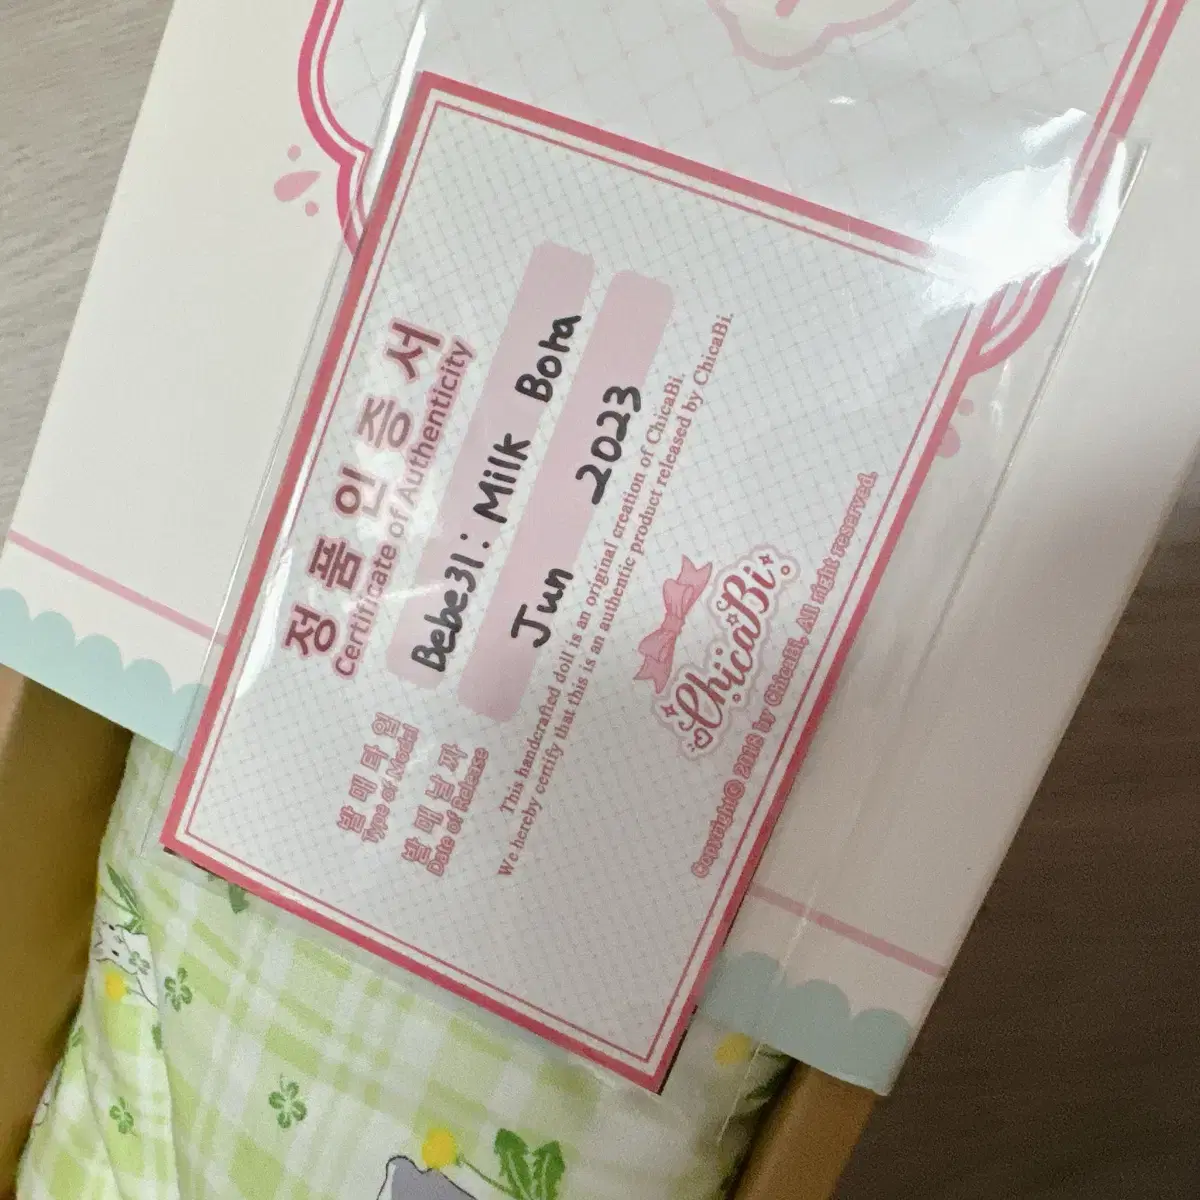 정품인증서
Certificate of Authenticity
발매타입
Type of Model
Bebe31: Milk Bora
발매날짜
Date of Release
Jun 2023
This handcrafted doll is an original creation of ChicaBi.
We hereby certify that this is an authentic product released by ChicaBi.
ChicaBi
Copyright© 2018 by ChicaBi, All right reserved.